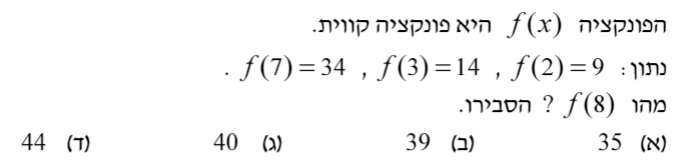 הפונקציה f(x) היא פונקציה קווית.
נתון: f(2) = 9 , f(3) = 14 , f(7) = 34 .
מהו f(8) ? הסבירו.
(א) 35 (ב) 39 (ג) 40 (ד) 44